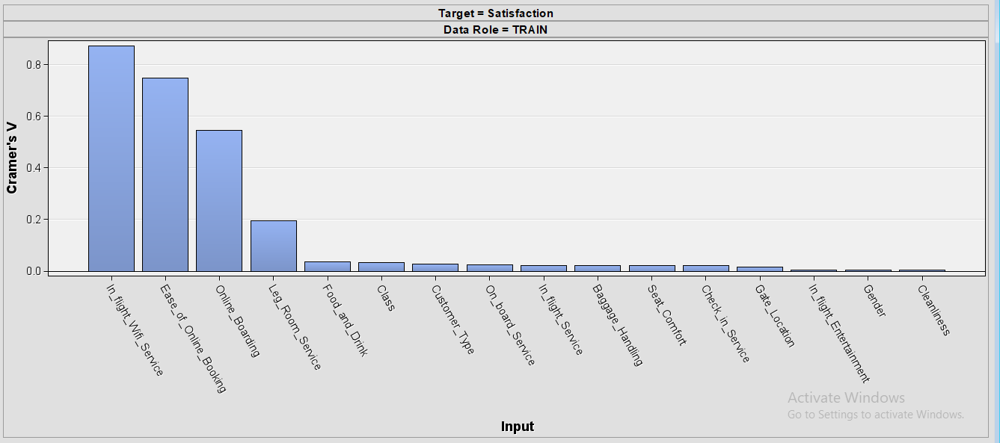 Target = Satisfaction
Data Role = TRAIN
Cramer's V
0.8
0.6
0.4
0.2
0.0
In_flight_Wifi_Service
Ease_of_Online_Booking
Online_Boarding
Leg_Room_Service
Food_and_Drink
Class
Customer_Type
On_board_Service
In_flight_Service
Baggage_Handling
Seat_Comfort
Check_in_Service
Gate_Location
In_flight_Entertainment
Gender
Cleanliness
Activate Windows
Go to Settings to activate Windows.
Input